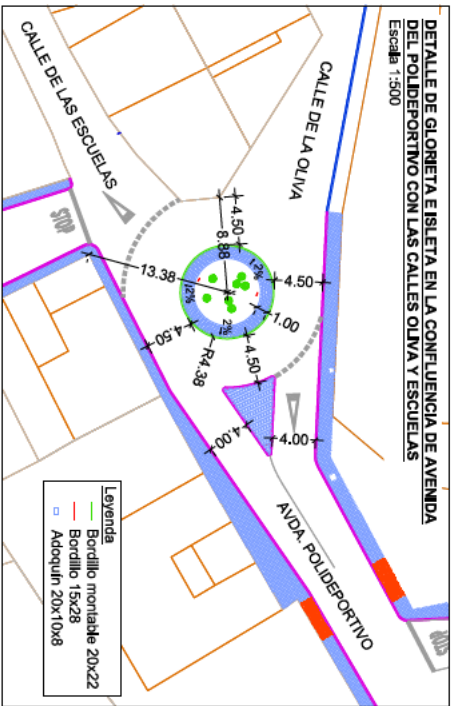 DETALLE DE GLORIETA E ISLETA EN LA CONFLUENCIA DE AVENIDA
DEL POLIDEPORTIVO CON LAS CALLES OLIVA Y ESCUELAS
Escala 1:500
CALLE DE LA OLIVA
CALLE DE LAS ESCUELAS
STOP
4.50
8.88
13.38
4.50
1.00
2%
2%
2%
4.50
R4.38
4.50
4.00
4.00
AVDA. POLIDEPORTIVO
STOP
Leyenda
Bordillo montable 20x22
Bordillo 15x28
Adoquín 20x10x8